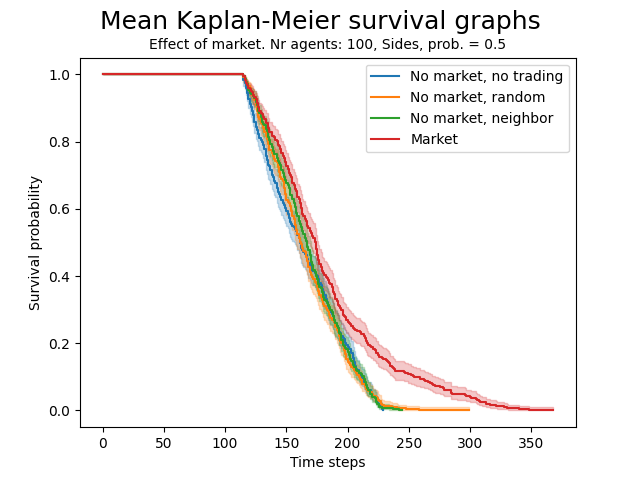 Mean Kaplan-Meier survival graphs
Effect of market. Nr agents: 100, Sides, prob. = 0.5
No market, no trading
No market, random
No market, neighbor
Market
Survival probability
1.0
0.8
0.6
0.4
0.2
0.0
0 50 100 150 200 250 300 350
Time steps